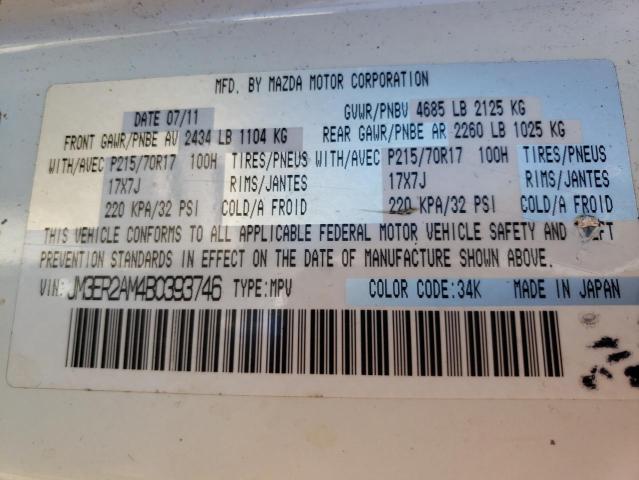 MFD. BY MAZDA MOTOR CORPORATION
DATE 07/11 GVWR/PNBV 4685 LB 2125 KG
FRONT GAWR/PNBE AV 2434 LB 1104 KG REAR GAWR/PNBE AR 2260 LB 1025 KG
WITH/AVEC P215/70R17 100H TIRES/PNEUS WITH/AVEC P215/70R17 100H TIRES/PNEUS
17X7J RIMS/JANTES 17X7J RIMS/JANTES
220 KPA/32 PSI COLD/A FROID 220 KPA/32 PSI COLD/A FROID
THIS VEHICLE CONFORMS TO ALL APPLICABLE FEDERAL MOTOR VEHICLE SAFETY AND THEFT
PREVENTION STANDARDS IN EFFECT ON THE DATE OF MANUFACTURE SHOWN ABOVE.
VIN: JM3ER2AM4B0393746 TYPE:MPV COLOR CODE:34K MADE IN JAPAN